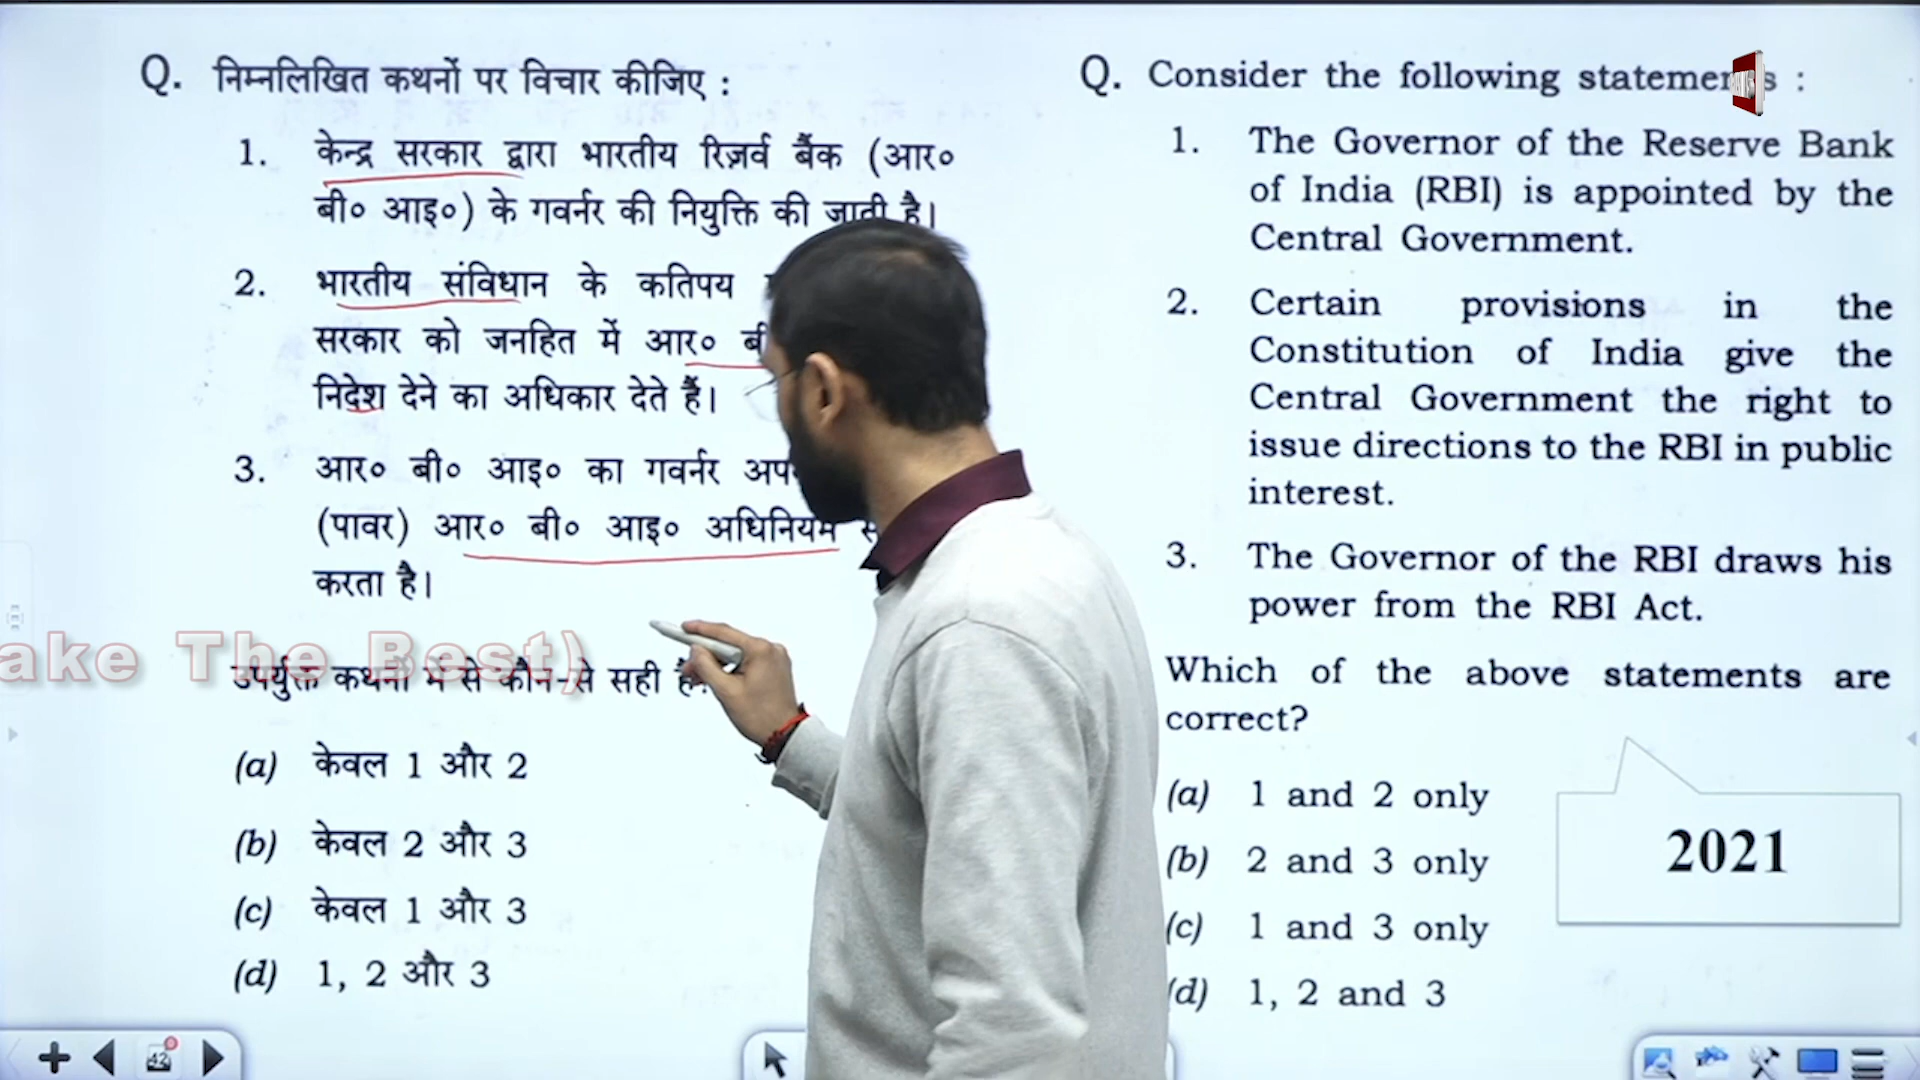 Q. निम्नलिखित कथनों पर विचार कीजिए :
1. केन्द्र सरकार द्वारा भारतीय रिज़र्व बैंक (आर०
बी० आइ०) के गवर्नर की नियुक्ति की जाती है।
2. भारतीय संविधान के कतिपय
सरकार को जनहित में आर०
निदेश देने का अधिकार देते हैं।
3. आर० बी० आइ० का गवर्नर
(पावर) आर० बी० आइ० अधिनियम
करता है।
ake The Best)
उपर्युक्त कथनों में से कौन-से सही हैं?
(a) केवल 1 और 2
(b) केवल 2 और 3
(c) केवल 1 और 3
(d) 1, 2 और 3
Q. Consider the following statements :
1. The Governor of the Reserve Bank
of India (RBI) is appointed by the
Central Government.
2. Certain provisions in the
Constitution of India give the
Central Government the right to
issue directions to the RBI in public
interest.
3. The Governor of the RBI draws his
power from the RBI Act.
Which of the above statements are
correct?
(a) 1 and 2 only
(b) 2 and 3 only
(c) 1 and 3 only
(d) 1, 2 and 3
2021
42